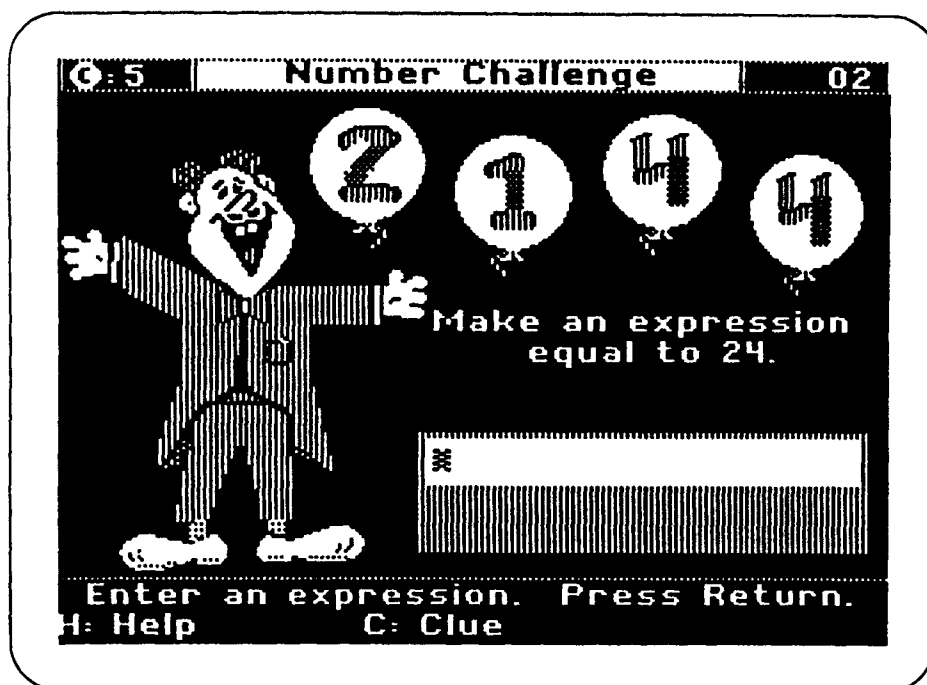 C: 5 Number Challenge 02
2 1 4 4
Make an expression
equal to 24.
Enter an expression. Press Return.
H: Help C: Clue